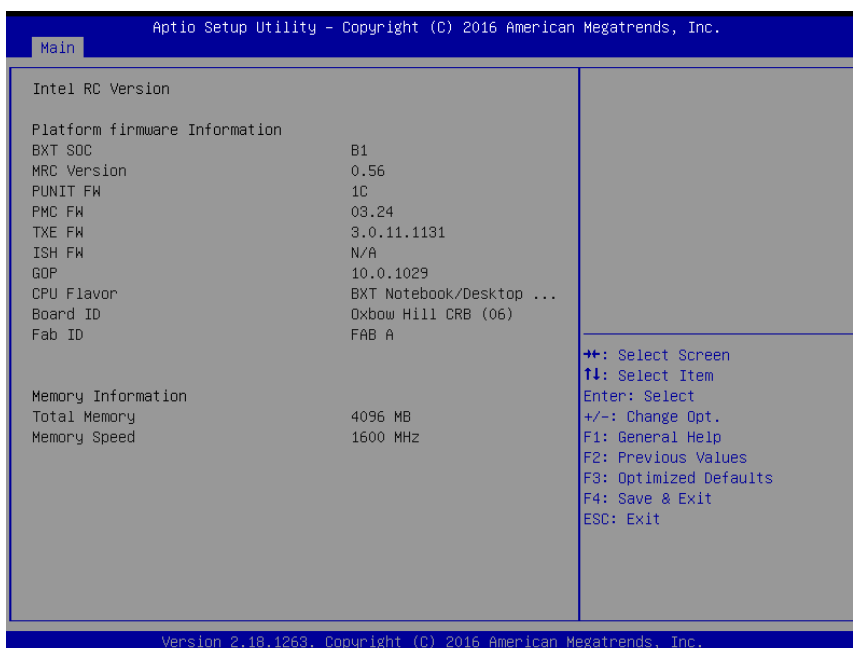 Aptio Setup Utility – Copyright (C) 2016 American Megatrends, Inc.
Main
Intel RC Version
Platform firmware Information
BXT SOC B1
MRC Version 0.56
PUNIT FW 1C
PMC FW 03.24
TXE FW 3.0.11.1131
ISH FW N/A
GOP 10.0.1029
CPU Flavor BXT Notebook/Desktop ...
Board ID Oxbow Hill CRB (06)
Fab ID FAB A
Memory Information
Total Memory 4096 MB
Memory Speed 1600 MHz
→←: Select Screen
↑↓: Select Item
Enter: Select
+/-: Change Opt.
F1: General Help
F2: Previous Values
F3: Optimized Defaults
F4: Save & Exit
ESC: Exit
Version 2.18.1263. Copyright (C) 2016 American Megatrends, Inc.